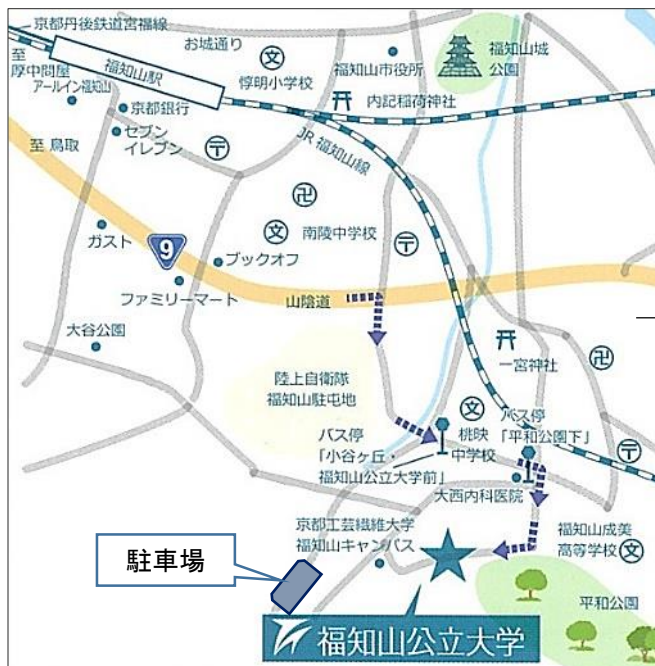 京都丹後鉄道宮福線
お城通り
至
厚中問屋
福知山駅
惇明小学校
福知山市役所
福知山城
公園
アールイン福知山
京都銀行
内記稲荷神社
セブン
イレブン
至 鳥取
JR 福知山線
南陵中学校
ガスト
9
ブックオフ
ファミリーマート
山陰道
大谷公園
一宮神社
陸上自衛隊
福知山駐屯地
バス停
「小谷ヶ丘・
福知山公立大学前」
桃映
中学校
バス停
「平和公園下」
大西内科医院
京都工芸繊維大学
福知山キャンパス
福知山成美
高等学校
駐車場
平和公園
福知山公立大学